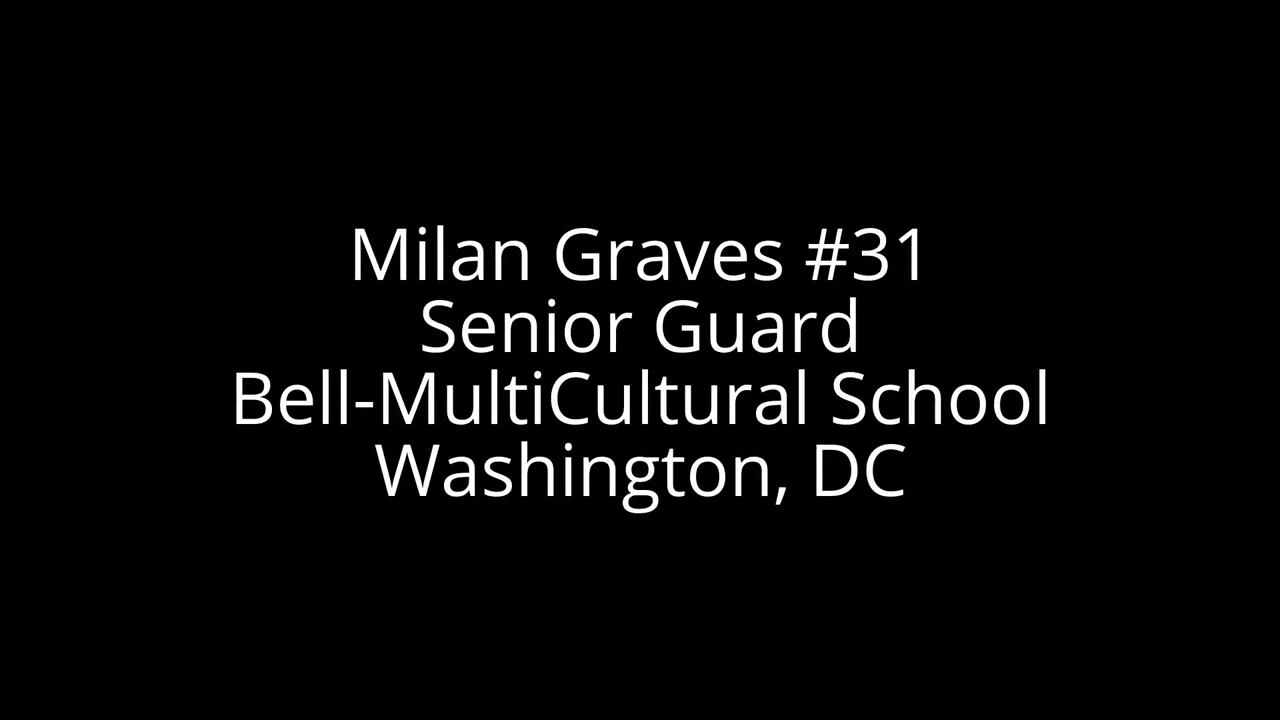 Milan Graves #31
Senior Guard
Bell-MultiCultural School
Washington, DC